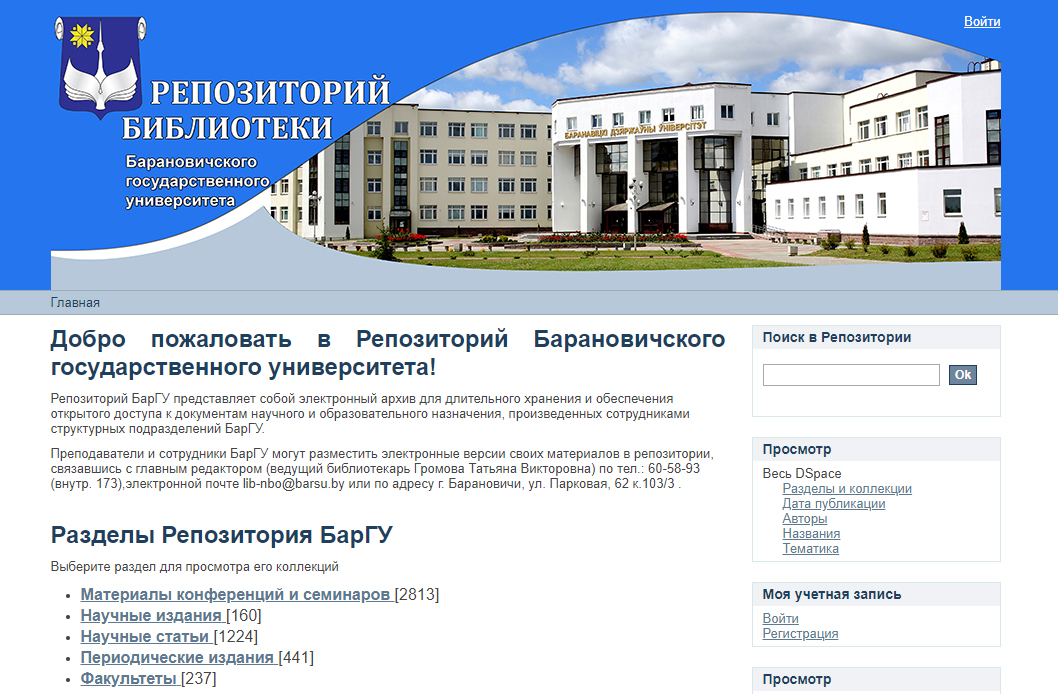 Войти
РЕПОЗИТОРИЙ
БИБЛИОТЕКИ
Барановичского
государственного
университета
БАРАНАВІЦКІ ДЗЯРЖАЎНЫ ЎНІВЕРСІТЭТ
Главная
Добро пожаловать в Репозиторий Барановичского
государственного университета!
Репозиторий БарГУ представляет собой электронный архив для длительного хранения и обеспечения
открытого доступа к документам научного и образовательного назначения, произведенных сотрудниками
структурных подразделений БарГУ.
Преподаватели и сотрудники БарГУ могут разместить электронные версии своих материалов в репозитории,
связавшись с главным редактором (ведущий библиотекарь Громова Татьяна Викторовна) по тел.: 60-58-93
(внутр. 173),электронной почте lib-nbo@barsu.by или по адресу г. Барановичи, ул. Парковая, 62 к.103/3 .
Разделы Репозитория БарГУ
Выберите раздел для просмотра его коллекций
Материалы конференций и семинаров [2813]
Научные издания [160]
Научные статьи [1224]
Периодические издания [441]
Факультеты [237]
Поиск в Репозитории
Ok
Просмотр
Весь DSpace
Разделы и коллекции
Дата публикации
Авторы
Названия
Тематика
Моя учетная запись
Войти
Регистрация
Просмотр